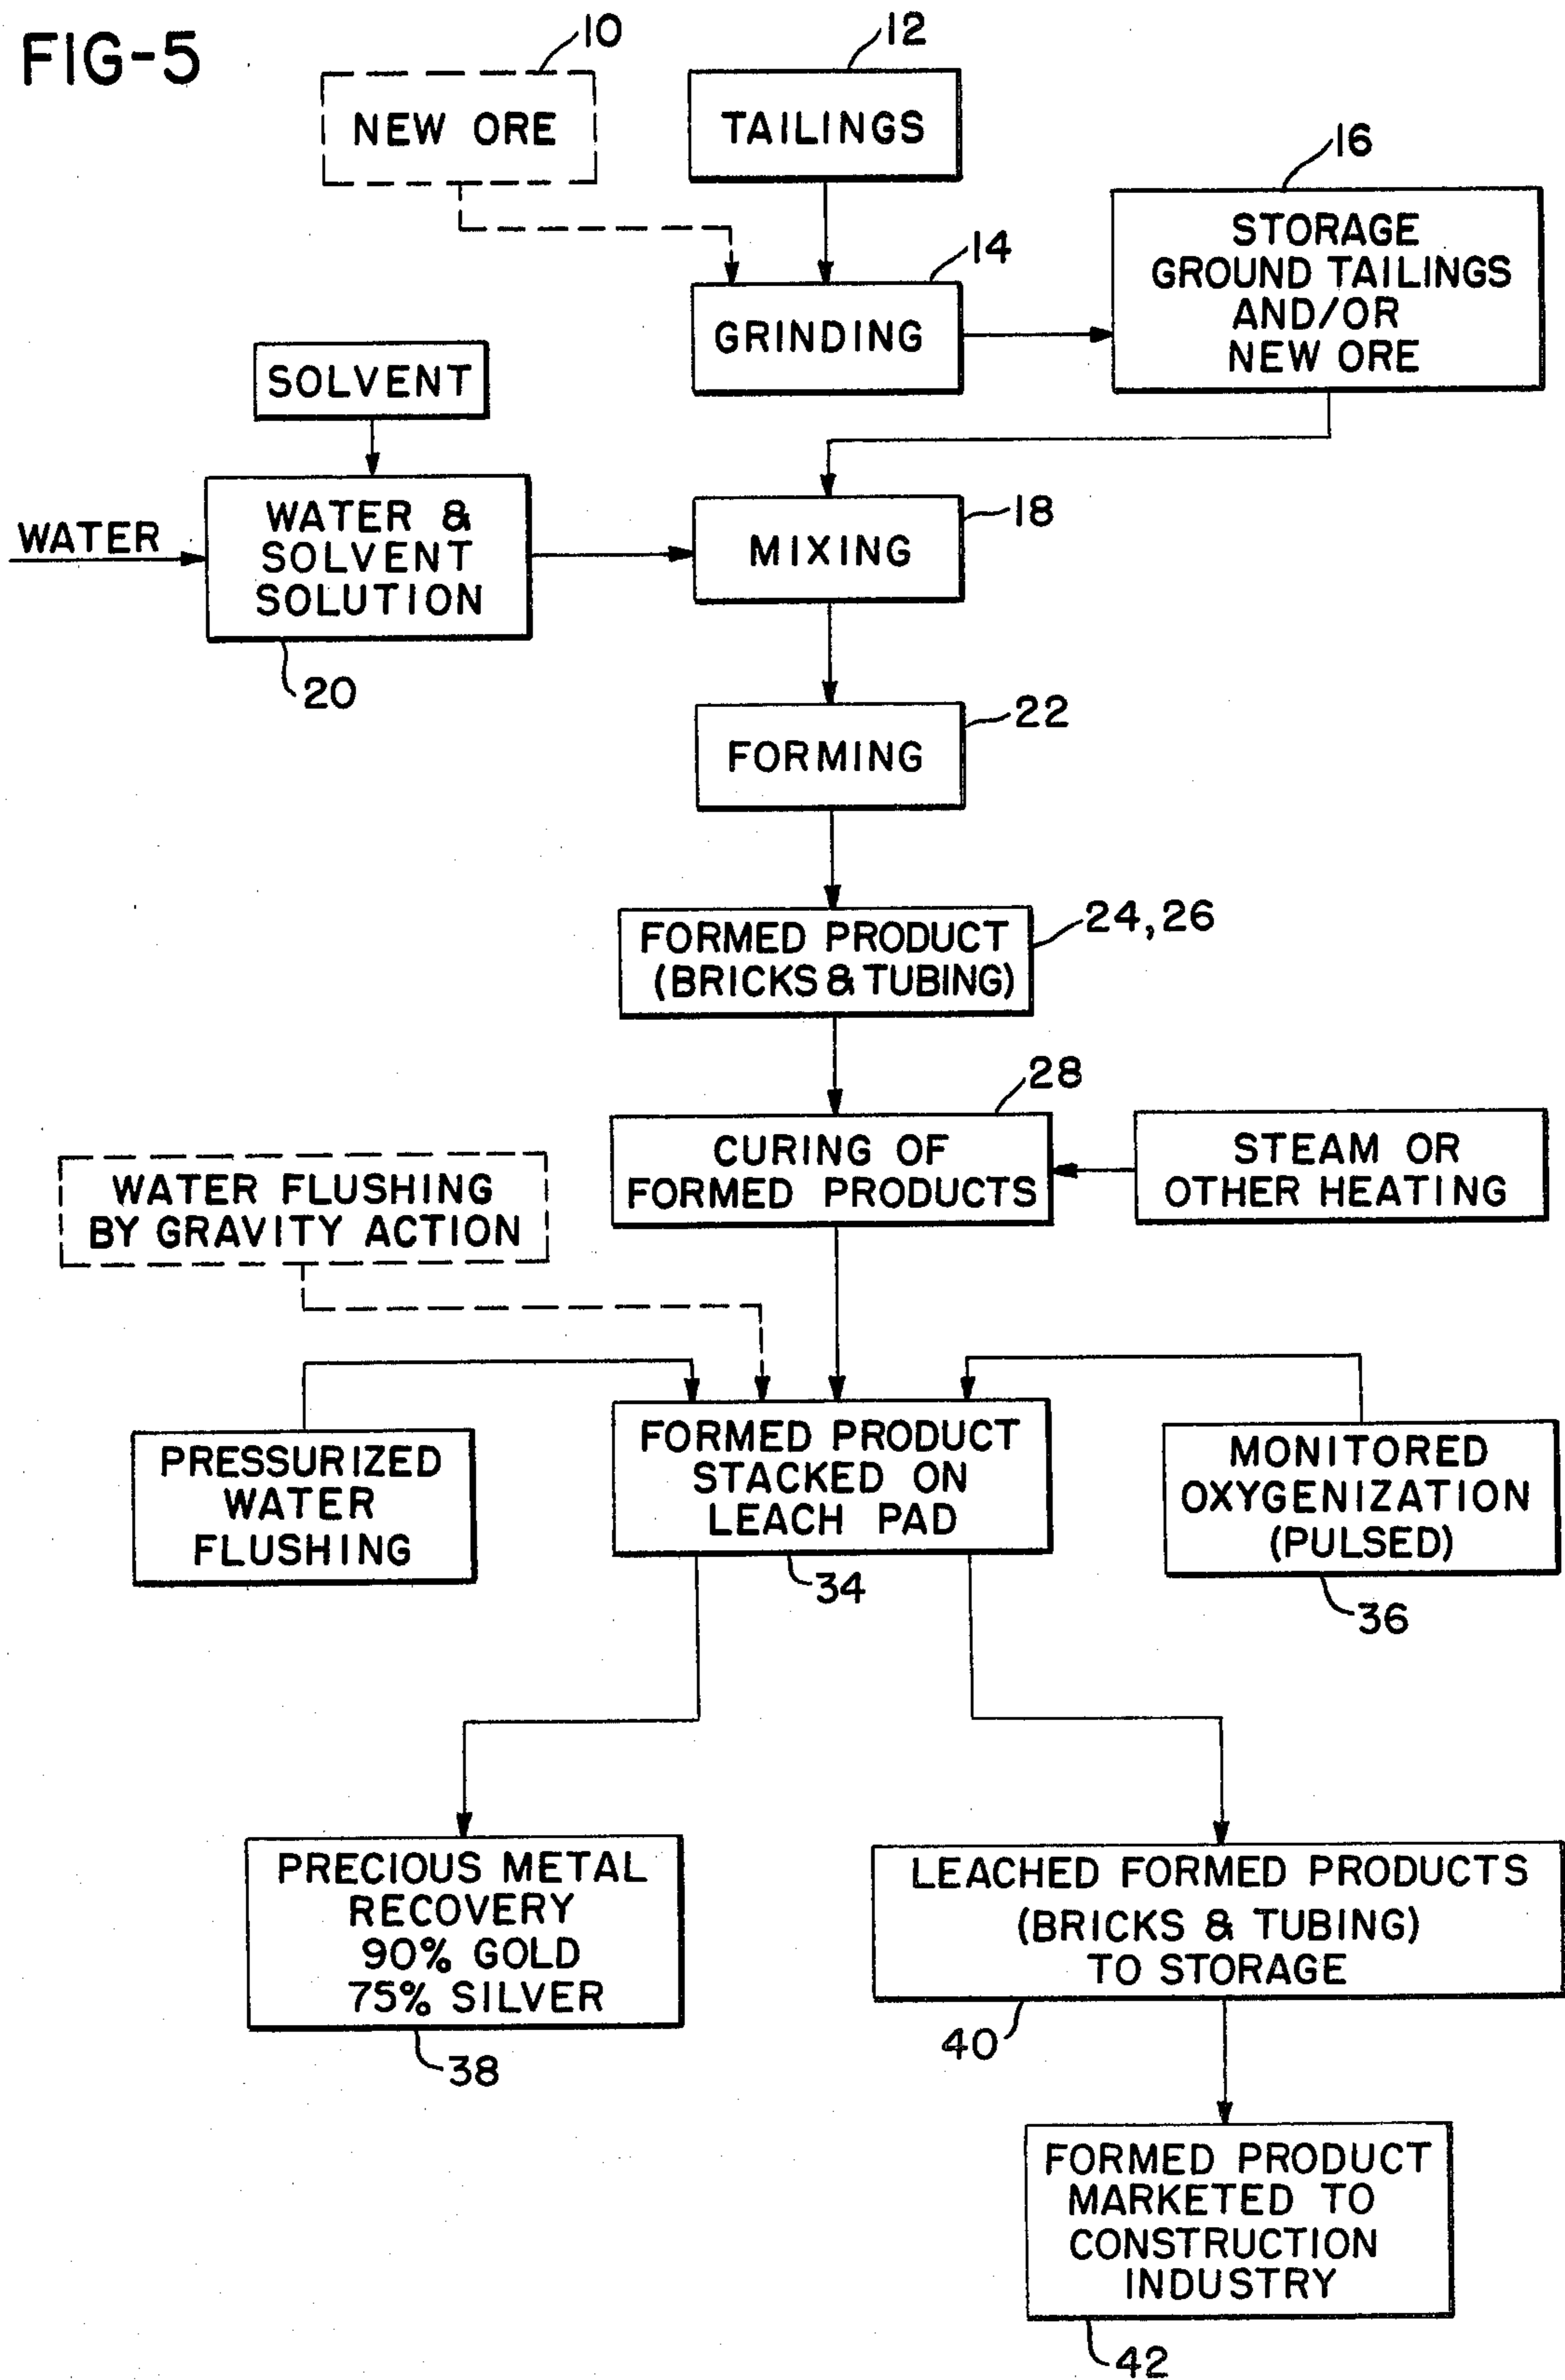 FIG-5
10
12
NEW ORE
TAILINGS
16
STORAGE
GROUND TAILINGS
AND/OR
NEW ORE
14
GRINDING
SOLVENT
WATER
WATER &
SOLVENT
SOLUTION
20
18
MIXING
22
FORMING
24,26
FORMED PRODUCT
(BRICKS & TUBING)
28
CURING OF
FORMED PRODUCTS
STEAM OR
OTHER HEATING
WATER FLUSHING
BY GRAVITY ACTION
PRESSURIZED
WATER
FLUSHING
FORMED PRODUCT
STACKED ON
LEACH PAD
34
MONITORED
OXYGENIZATION
(PULSED)
36
PRECIOUS METAL
RECOVERY
90% GOLD
75% SILVER
38
LEACHED FORMED PRODUCTS
(BRICKS & TUBING)
TO STORAGE
40
FORMED PRODUCT
MARKETED TO
CONSTRUCTION
INDUSTRY
42